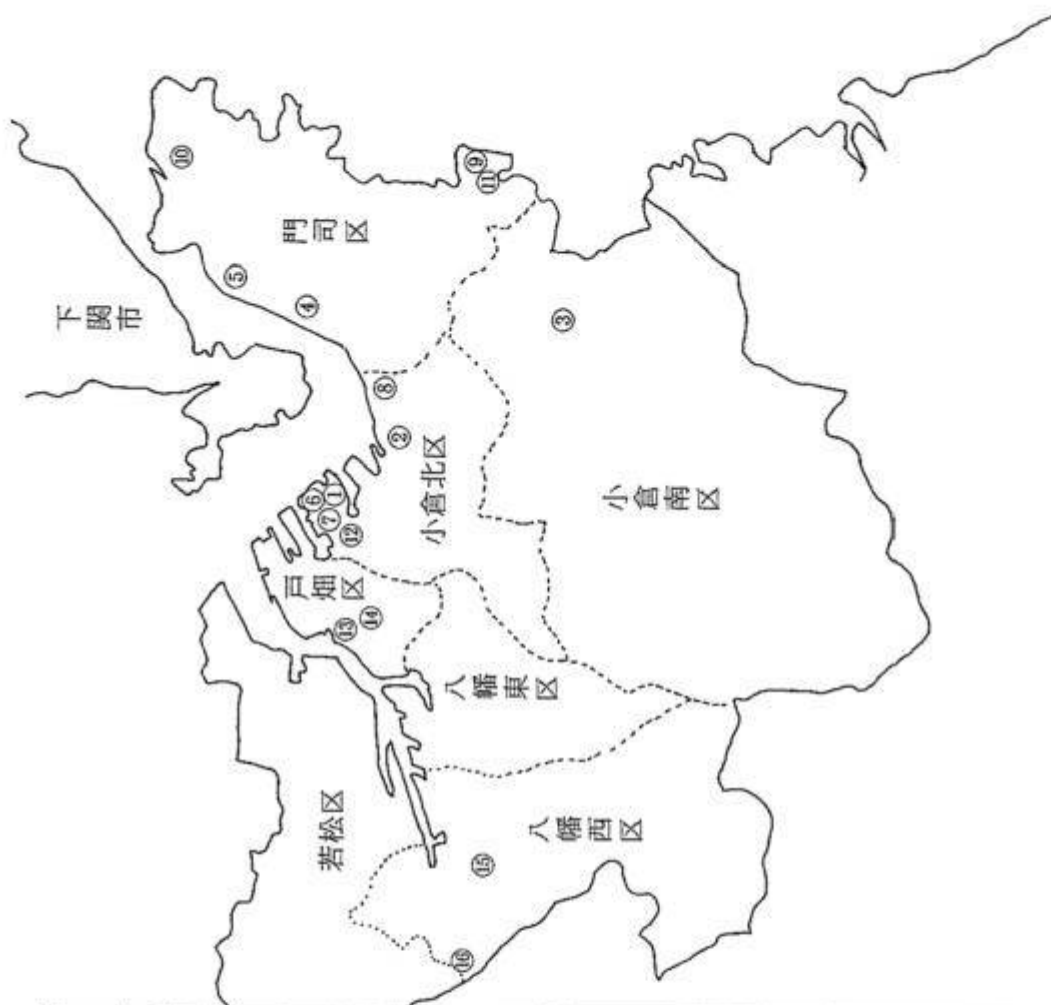 ⑩
⑨
⑪
門司区
⑤
④
下関市
③
⑧
②
小倉北区
⑥
①
⑦
⑫
小倉南区
戸畑区
⑬
⑭
八幡東区
若松区
八幡西区
⑮
⑯